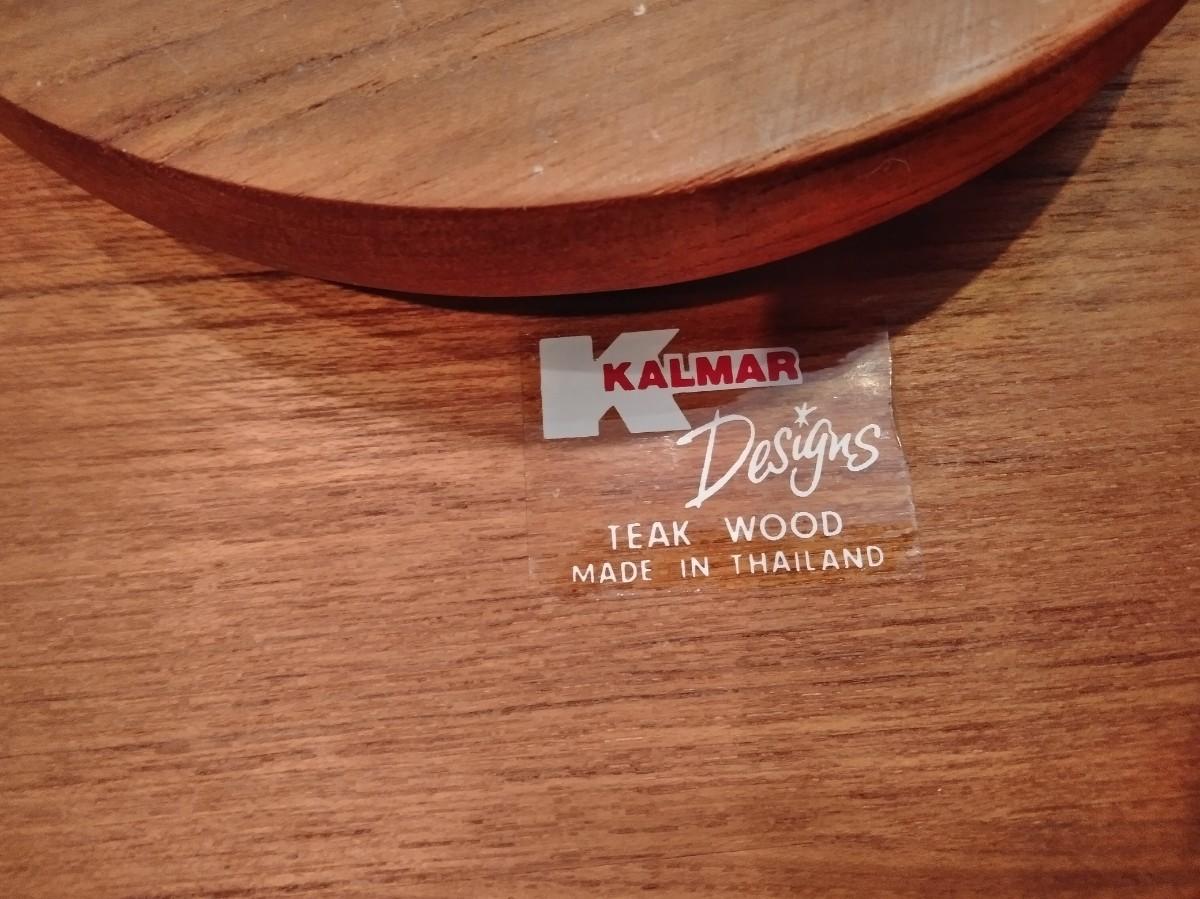 K KALMAR
Designs
TEAK WOOD
MADE IN THAILAND